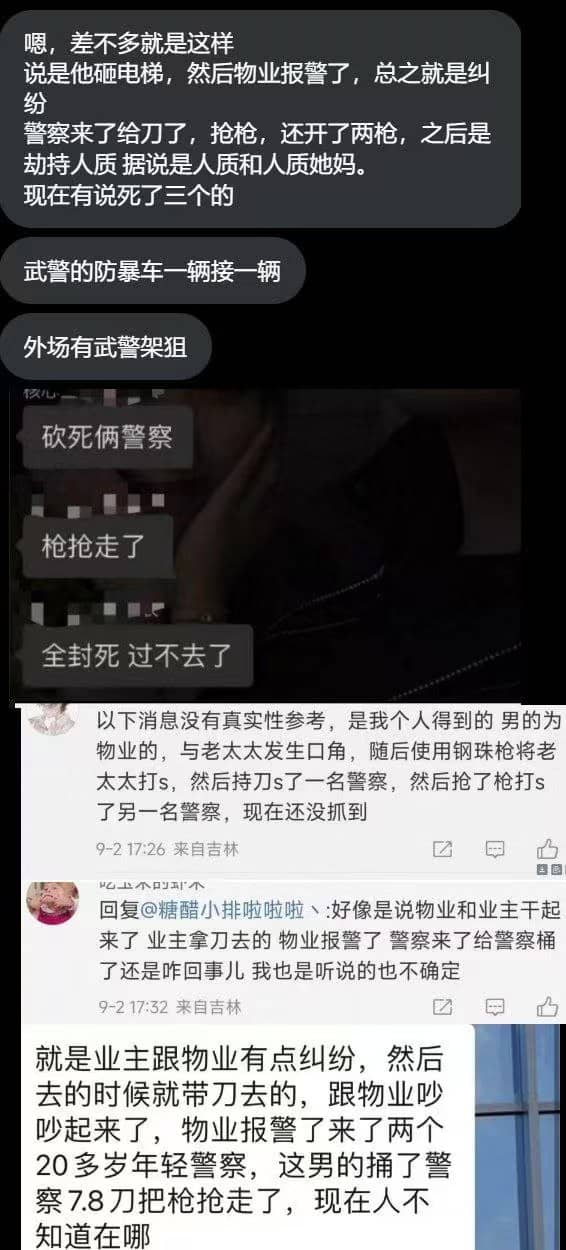 嗯，差不多就是这样
说是他砸电梯，然后物业报警了，总之就是纠
纷
警察来了给刀了，抢枪，还开了两枪，之后是
劫持人质 据说是人质和人质她妈。
现在有说死了三个的
武警的防暴车一辆接一辆
外场有武警架狙
砍死俩警察
枪抢走了
全封死 过不去了
以下消息没有真实性参考，是我个人得到的 男的为
物业的，与老太太发生口角，随后使用钢珠枪将老
太太打s，然后持刀s了一名警察，然后抢了枪打s
了另一名警察，现在还没抓到
9-2 17:26 来自吉林
回复@糖醋小排啦啦啦丶:好像是说物业和业主干起
来了 业主拿刀去的 物业报警了 警察来了给警察桶
了还是咋回事儿 我也是听说的也不确定
9-2 17:32 来自吉林
就是业主跟物业有点纠纷，然后
去的时候就带刀去的，跟物业吵
吵起来了，物业报警了来了两个
20多岁年轻警察，这男的捅了警
察7.8刀把枪抢走了，现在人不
知道在哪